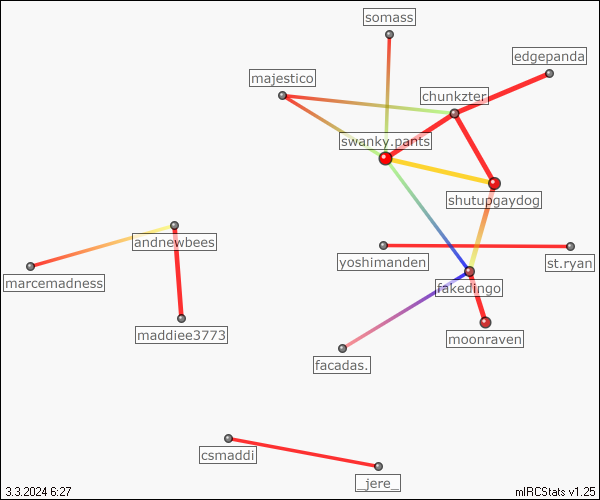 somass
edgepanda
majestico
chunkzter
swanky.pants
shutupgaydog
andnewbees
yoshimanden
st.ryan
marcemadness
fakedingo
maddiee3773
moonraven
facadas.
csmaddi
_jere_
3.3.2024 6:27
mIRCStats v1.25